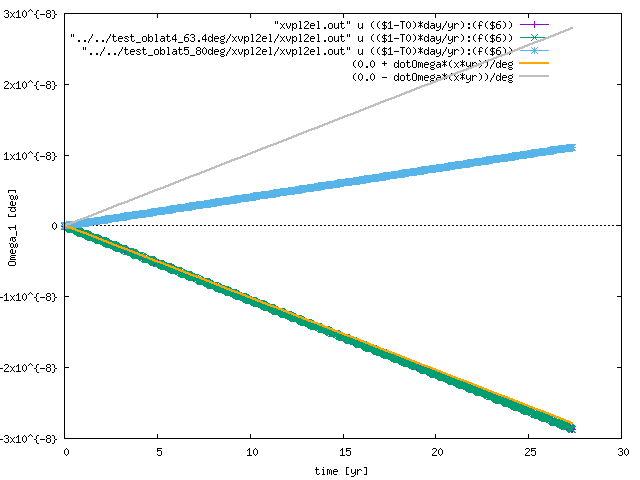 3x10^{-8}
2x10^{-8}
1x10^{-8}
0
-1x10^{-8}
-2x10^{-8}
-3x10^{-8}
Omega_1 [deg]
"xvpl2el.out" u (($1-T0)*day/yr):(f($6))
"../../test_oblat4_63.4deg/xvpl2el/xvpl2el.out" u (($1-T0)*day/yr):(f($6))
"../../test_oblat5_80deg/xvpl2el/xvpl2el.out" u (($1-T0)*day/yr):(f($6))
(0.0 + dotOmega*(x*yr))/deg
(0.0 - dotOmega*(x*yr))/deg
0 5 10 15 20 25 30
time [yr]